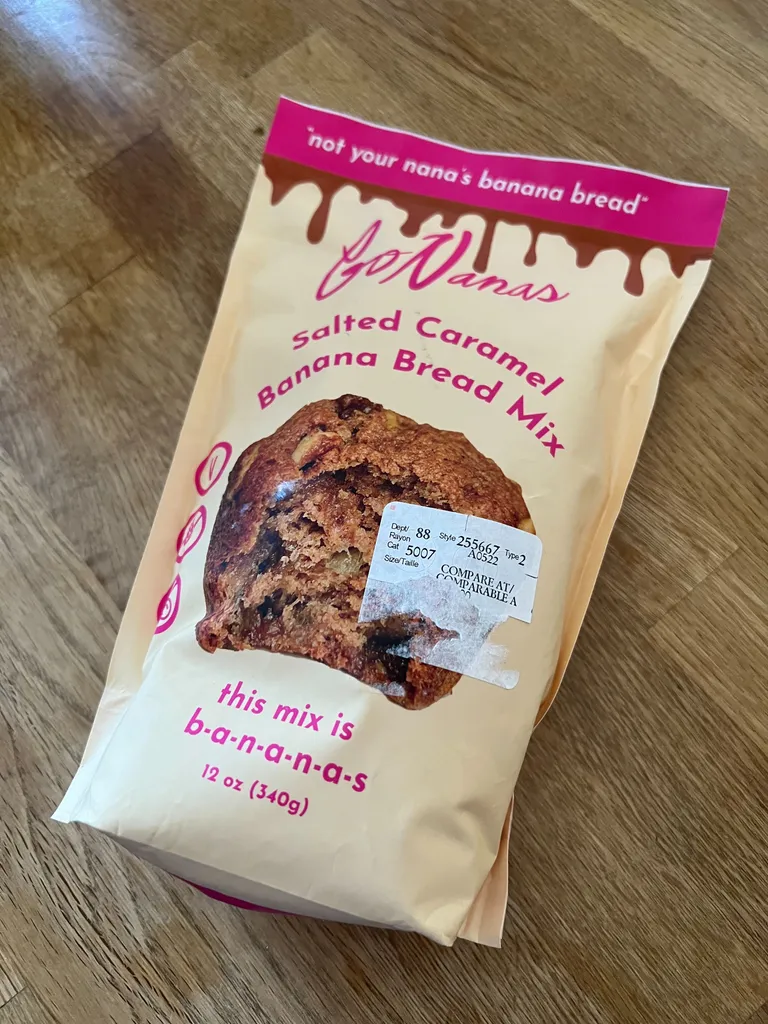 "not your nana's banana bread"
GoNanas
Salted Caramel
Banana Bread Mix
Dept/ 88 Style 255667 Type 2
Rayon A0522
Cat 5007
Size/Taille
COMPARE AT/
COMPARABLE A
this mix is
b-a-n-a-n-a-s
12 oz (340g)